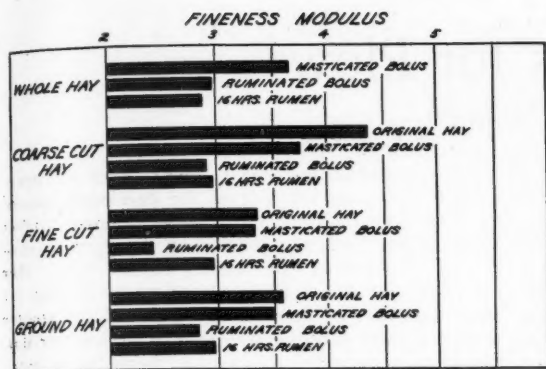 FINENESS MODULUS
2 3 4 5
WHOLE HAY
MASTICATED BOLUS
RUMINATED BOLUS
16 HRS. RUMEN
COARSE CUT
HAY
ORIGINAL HAY
MASTICATED BOLUS
RUMINATED BOLUS
16 HRS. RUMEN
FINE CUT
HAY
ORIGINAL HAY
MASTICATED BOLUS
RUMINATED BOLUS
16 HRS. RUMEN
GROUND HAY
ORIGINAL HAY
MASTICATED BOLUS
RUMINATED BOLUS
16 HRS. RUMEN